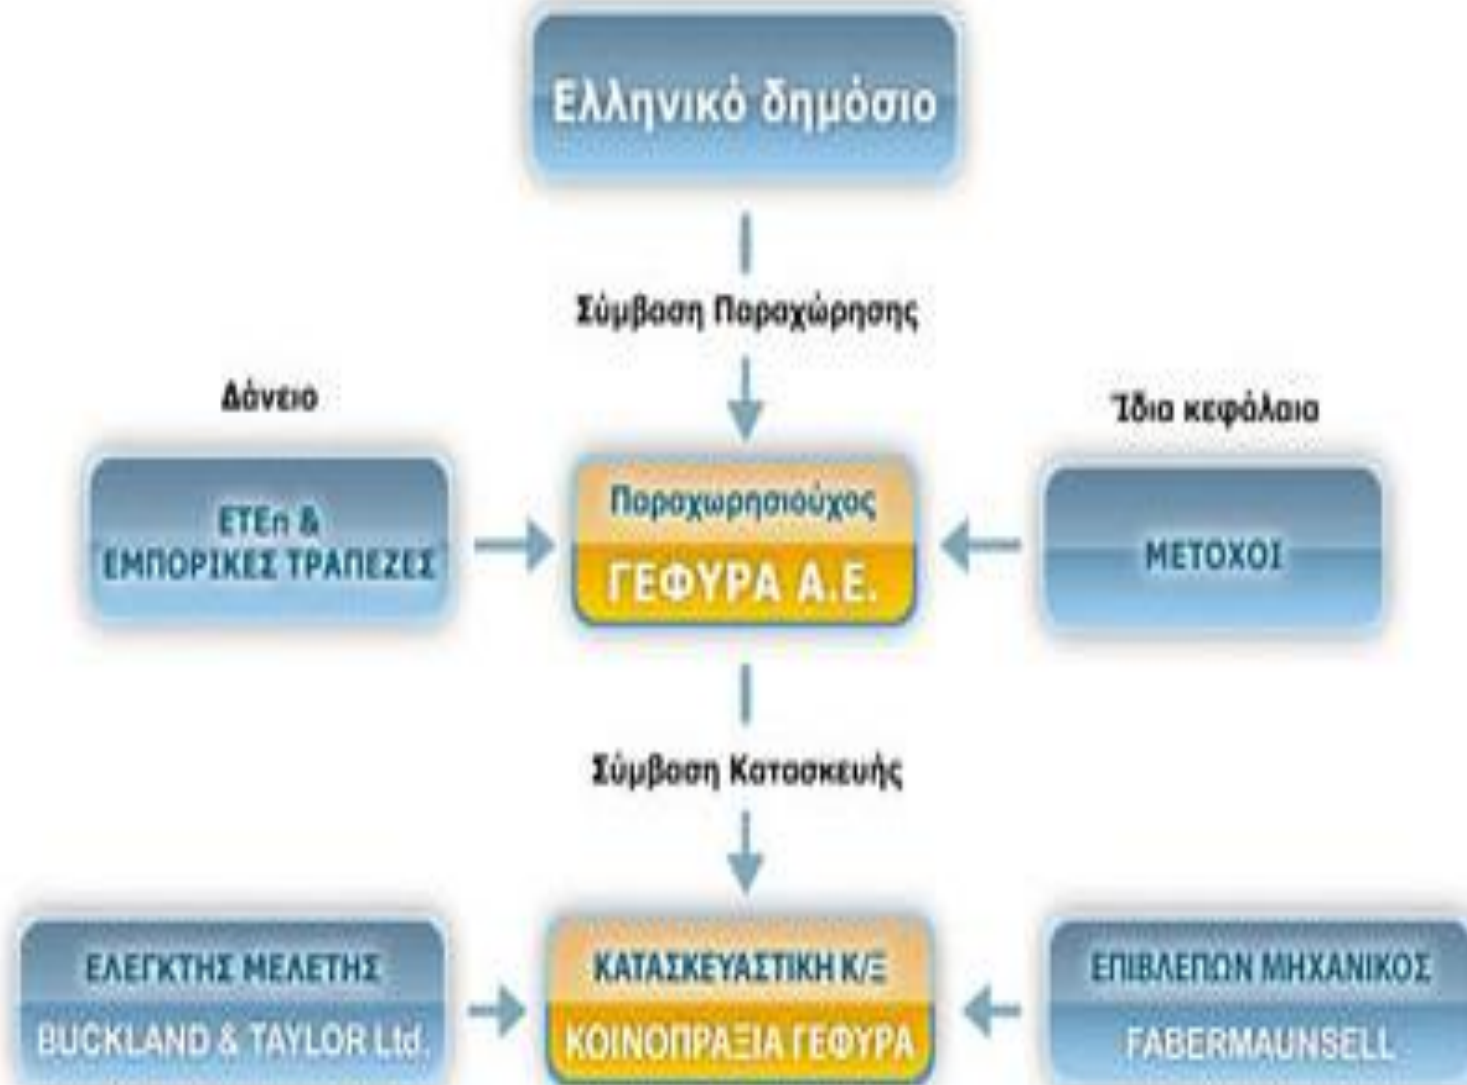 Ελληνικό δημόσιο
Σύμβαση Παραχώρησης
Δάνειο
Ίδια κεφάλαια
ΕΤΕπ &
ΕΜΠΟΡΙΚΕΣ ΤΡΑΠΕΖΕΣ
Παραχωρησιούχος
ΓΕΦΥΡΑ Α.Ε.
ΜΕΤΟΧΟΙ
Σύμβαση Κατασκευής
ΕΛΕΓΚΤΗΣ ΜΕΛΕΤΗΣ
BUCKLAND & TAYLOR Ltd.
ΚΑΤΑΣΚΕΥΑΣΤΙΚΗ Κ/Ξ
ΚΟΙΝΟΠΡΑΞΙΑ ΓΕΦΥΡΑ
ΕΠΙΒΛΕΠΩΝ ΜΗΧΑΝΙΚΟΣ
FABERMAUNSELL